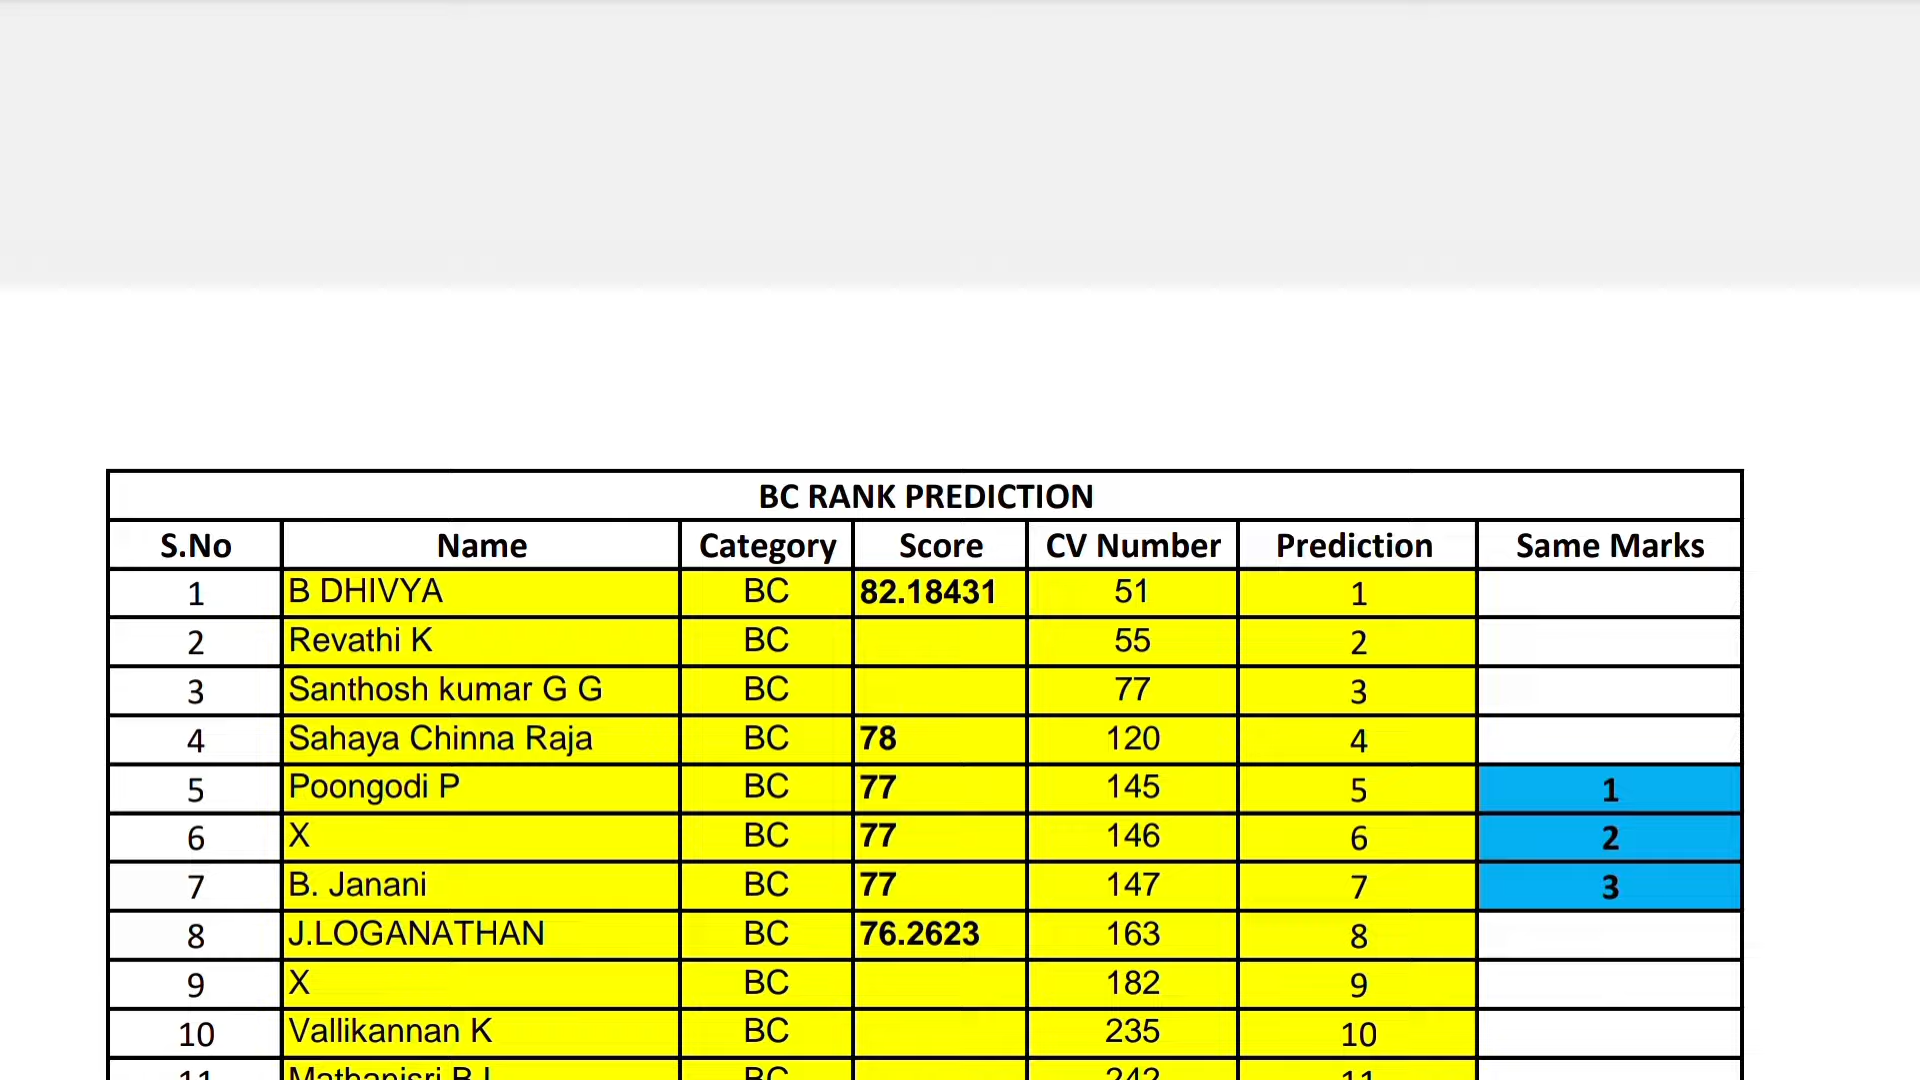 BC RANK PREDICTION
S.No Name Category Score CV Number Prediction Same Marks
1 B DHIVYA BC 82.18431 51 1
2 Revathi K BC 55 2
3 Santhosh kumar G G BC 77 3
4 Sahaya Chinna Raja BC 78 120 4
5 Poongodi P BC 77 145 5 1
6 X BC 77 146 6 2
7 B. Janani BC 77 147 7 3
8 J.LOGANATHAN BC 76.2623 163 8
9 X BC 182 9
10 Vallikannan K BC 235 10
11 Mathanisri BC 242 11